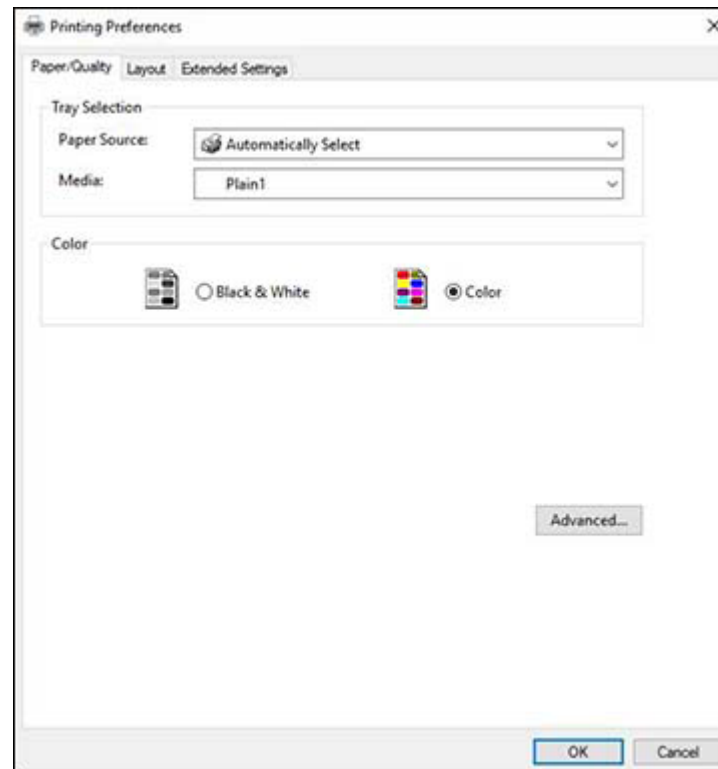 Printing Preferences
Paper/Quality Layout Extended Settings
Tray Selection
Paper Source: Automatically Select
Media: Plain1
Color
Black & White Color
Advanced...
OK Cancel